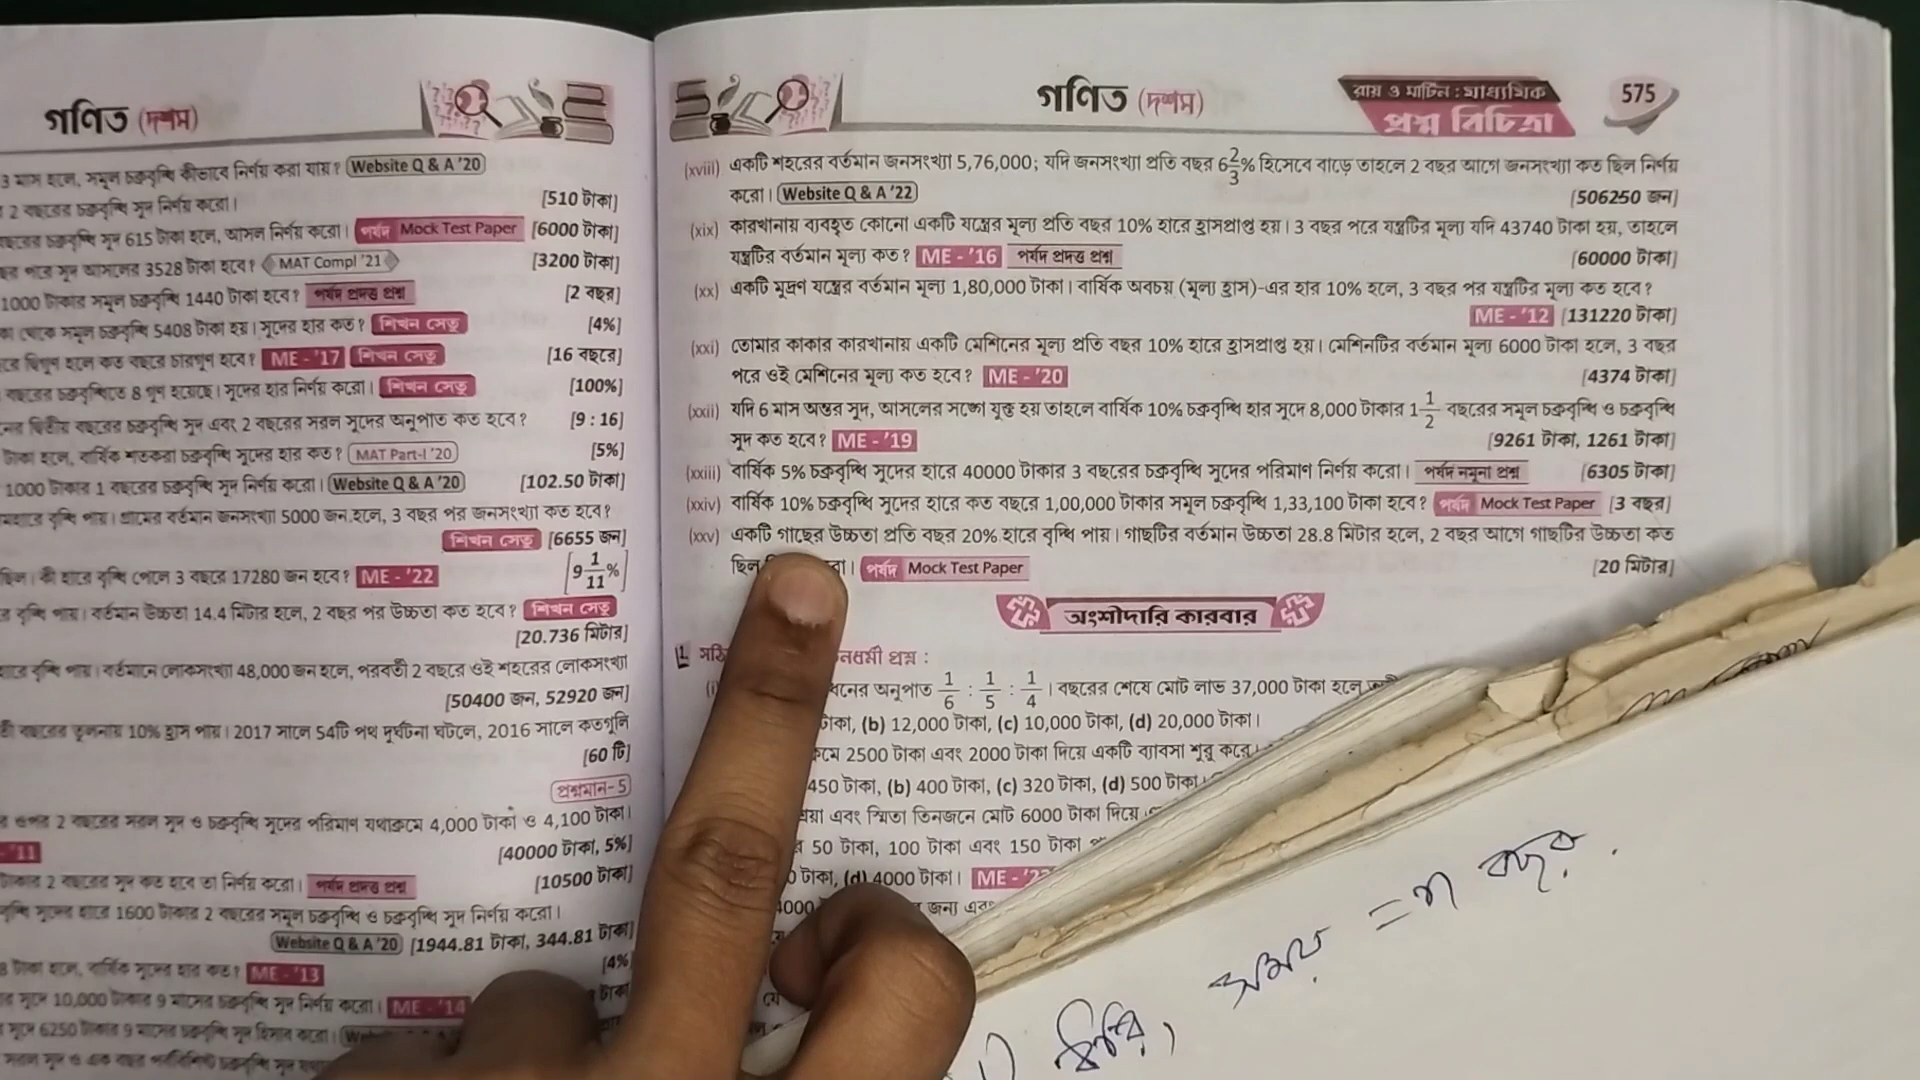 গণিত (দশম)
3 মাস হলে, সমূল চক্রবৃদ্ধি কীভাবে নির্ণয় করা যায়? Website Q & A '20
2 বছরের চক্রবৃদ্ধি সুদ নির্ণয় করো।
[510 টাকা]
বছরের চক্রবৃদ্ধি সুদ 615 টাকা হলে, আসল নির্ণয় করো। পর্ষদ Mock Test Paper [6000 টাকা]
পরে সুদ আসলের 3528 টাকা হবে? MAT Compl '21 [3200 টাকা]
1000 টাকার সমূল চক্রবৃদ্ধি 1440 টাকা হবে? পর্ষদ প্রদত্ত প্রশ্ন [2 বছর]
থেকে সমূল চক্রবৃদ্ধি 5408 টাকা হয়। সুদের হার কত? শিখন সেতু [4%]
দ্বিগুণ হলে কত বছরে চারগুণ হবে? ME - '17 শিখন সেতু [16 বছরে]
বছরের চক্রবৃদ্ধিতে 8 গুণ হয়েছে। সুদের হার নির্ণয় করো। শিখন সেতু [100%]
দ্বিতীয় বছরের চক্রবৃদ্ধি সুদ এবং 2 বছরের সরল সুদের অনুপাত কত হবে? [9 : 16]
টাকা হলে, বার্ষিক শতকরা চক্রবৃদ্ধি সুদের হার কত? MAT Part-I '20 [5%]
1000 টাকার 1 বছরের চক্রবৃদ্ধি সুদ নির্ণয় করো। Website Q & A '20 [102.50 টাকা]
বৃদ্ধি পায়। গ্রামের বর্তমান জনসংখ্যা 5000 জন হলে, 3 বছর পর জনসংখ্যা কত হবে?
শিখন সেতু [6655 জন]
ছিল। কী হারে বৃদ্ধি পেলে 3 বছরে 17280 জন হবে? ME - '22 [9 1/11 %]
বৃদ্ধি পায়। বর্তমান উচ্চতা 14.4 মিটার হলে, 2 বছর পর উচ্চতা কত হবে? শিখন সেতু
[20.736 মিটার]
হারে বৃদ্ধি পায়। বর্তমানে লোকসংখ্যা 48,000 জন হলে, পরবর্তী 2 বছরে ওই শহরের লোকসংখ্যা
[50400 জন, 52920 জন]
বছরের তুলনায় 10% হ্রাস পায়। 2017 সালে 54টি পথ দুর্ঘটনা ঘটলে, 2016 সালে কতগুলি
[60 টি]
প্রশ্নমান- 5
2 বছরের সরল সুদ ও চক্রবৃদ্ধি সুদের পরিমাণ যথাক্রমে 4,000 টাকা ও 4,100 টাকা।
'11 [40000 টাকা, 5%]
টাকার 2 বছরের সুদ কত হবে তা নির্ণয় করো। পর্ষদ প্রদত্ত প্রশ্ন [10500 টাকা]
সুদের হারে 1600 টাকার 2 বছরের সমূল চক্রবৃদ্ধি ও চক্রবৃদ্ধি সুদ নির্ণয় করো।
Website Q & A '20 [1944.81 টাকা, 344.81 টাকা]
টাকা হলে, বার্ষিক সুদের হার কত? ME - '13 [4%]
সুদে 10,000 টাকার 9 মাসের চক্রবৃদ্ধি সুদ নির্ণয় করো। ME - '14
সুদে 6250 টাকার 9 মাসের চক্রবৃদ্ধি সুদ হিসাব করো।
গণিত (দশম)
রায় ও মার্টিন : মাধ্যমিক
প্রশ্ন বিচিত্রা
575
(xviii) একটি শহরের বর্তমান জনসংখ্যা 5,76,000; যদি জনসংখ্যা প্রতি বছর 6 2/3 % হিসেবে বাড়ে তাহলে 2 বছর আগে জনসংখ্যা কত ছিল নির্ণয়
করো। Website Q & A '22 [506250 জন]
(xix) কারখানায় ব্যবহৃত কোনো একটি যন্ত্রের মূল্য প্রতি বছর 10% হারে হ্রাসপ্রাপ্ত হয়। 3 বছর পরে যন্ত্রটির মূল্য যদি 43740 টাকা হয়, তাহলে
যন্ত্রটির বর্তমান মূল্য কত? ME - '16 পর্ষদ প্রদত্ত প্রশ্ন [60000 টাকা]
(xx) একটি মুদ্রণ যন্ত্রের বর্তমান মূল্য 1,80,000 টাকা। বার্ষিক অবচয় (মূল্য হ্রাস)-এর হার 10% হলে, 3 বছর পর যন্ত্রটির মূল্য কত হবে?
ME - '12 [131220 টাকা]
(xxi) তোমার কাকার কারখানায় একটি মেশিনের মূল্য প্রতি বছর 10% হারে হ্রাসপ্রাপ্ত হয়। মেশিনটির বর্তমান মূল্য 6000 টাকা হলে, 3 বছর
পরে ওই মেশিনের মূল্য কত হবে? ME - '20 [4374 টাকা]
(xxii) যদি 6 মাস অন্তর সুদ, আসলের সঙ্গে যুক্ত হয় তাহলে বার্ষিক 10% চক্রবৃদ্ধি হার সুদে 8,000 টাকার 1 1/2 বছরের সমূল চক্রবৃদ্ধি ও চক্রবৃদ্ধি
সুদ কত হবে? ME - '19 [9261 টাকা, 1261 টাকা]
(xxiii) বার্ষিক 5% চক্রবৃদ্ধি সুদের হারে 40000 টাকার 3 বছরের চক্রবৃদ্ধি সুদের পরিমাণ নির্ণয় করো। পর্ষদ নমুনা প্রশ্ন [6305 টাকা]
(xxiv) বার্ষিক 10% চক্রবৃদ্ধি সুদের হারে কত বছরে 1,00,000 টাকার সমূল চক্রবৃদ্ধি 1,33,100 টাকা হবে? পর্ষদ Mock Test Paper [3 বছর]
(xxv) একটি গাছের উচ্চতা প্রতি বছর 20% হারে বৃদ্ধি পায়। গাছটির বর্তমান উচ্চতা 28.8 মিটার হলে, 2 বছর আগে গাছটির উচ্চতা কত
ছিল পর্ষদ Mock Test Paper [20 মিটার]
অংশীদারি কারবার
1. প্রশ্ন :
অনুপাত 1/6 : 1/5 : 1/4 । বছরের শেষে মোট লাভ 37,000 টাকা হলে
টাকা, (b) 12,000 টাকা, (c) 10,000 টাকা, (d) 20,000 টাকা।
2500 টাকা এবং 2000 টাকা দিয়ে একটি ব্যাবসা শুরু করে।
450 টাকা, (b) 400 টাকা, (c) 320 টাকা, (d) 500 টাকা।
এবং স্মিতা তিনজনে মোট 6000 টাকা দিয়ে
50 টাকা, 100 টাকা এবং 150 টাকা
টাকা, (d) 4000 টাকা। ME -
জন্য
সময় = n বছর